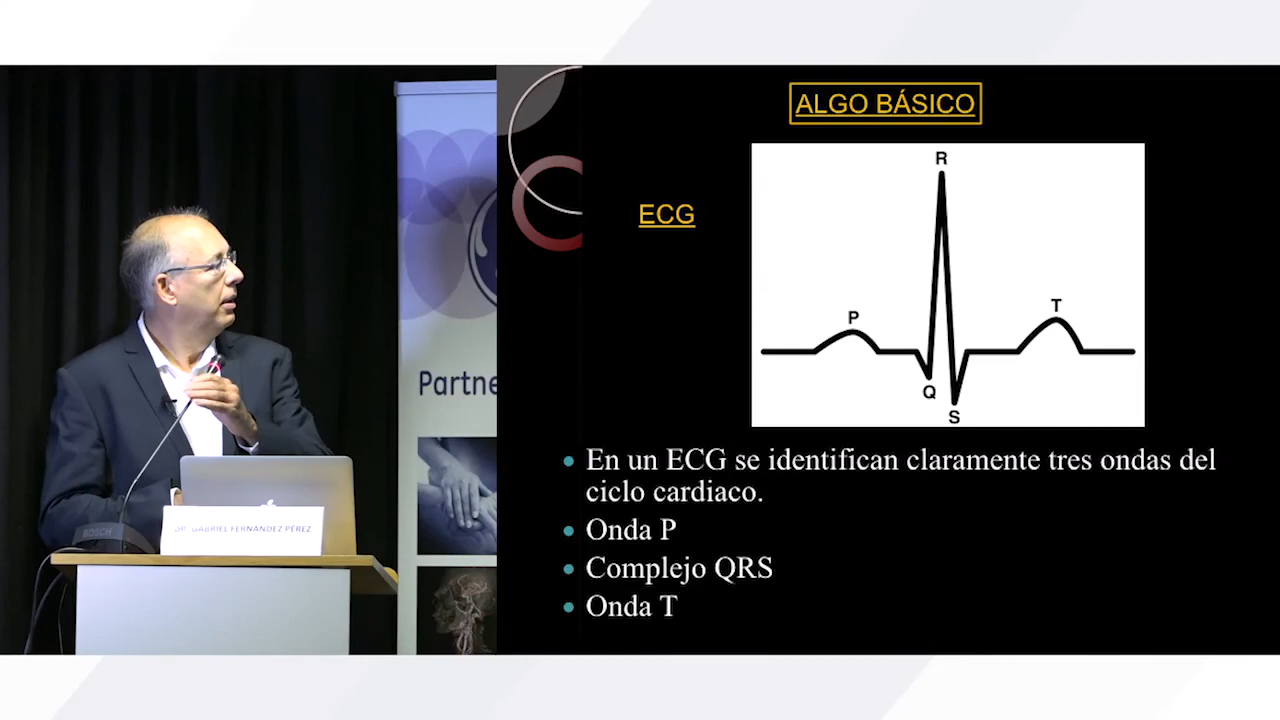 Partne
BOSCH
DR. GABRIEL FERNÁNDEZ PÉREZ
ALGO BÁSICO
ECG
R
P
T
Q
S
• En un ECG se identifican claramente tres ondas del
ciclo cardiaco.
• Onda P
• Complejo QRS
• Onda T